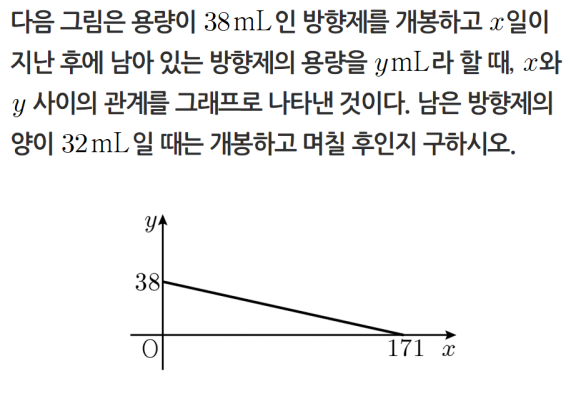 다음 그림은 용량이 38 mL인 방향제를 개봉하고 x일이
지난 후에 남아 있는 방향제의 용량을 y mL라 할 때, x와
y 사이의 관계를 그래프로 나타낸 것이다. 남은 방향제의
양이 32 mL일 때는 개봉하고 며칠 후인지 구하시오.
y
38
O
171
x